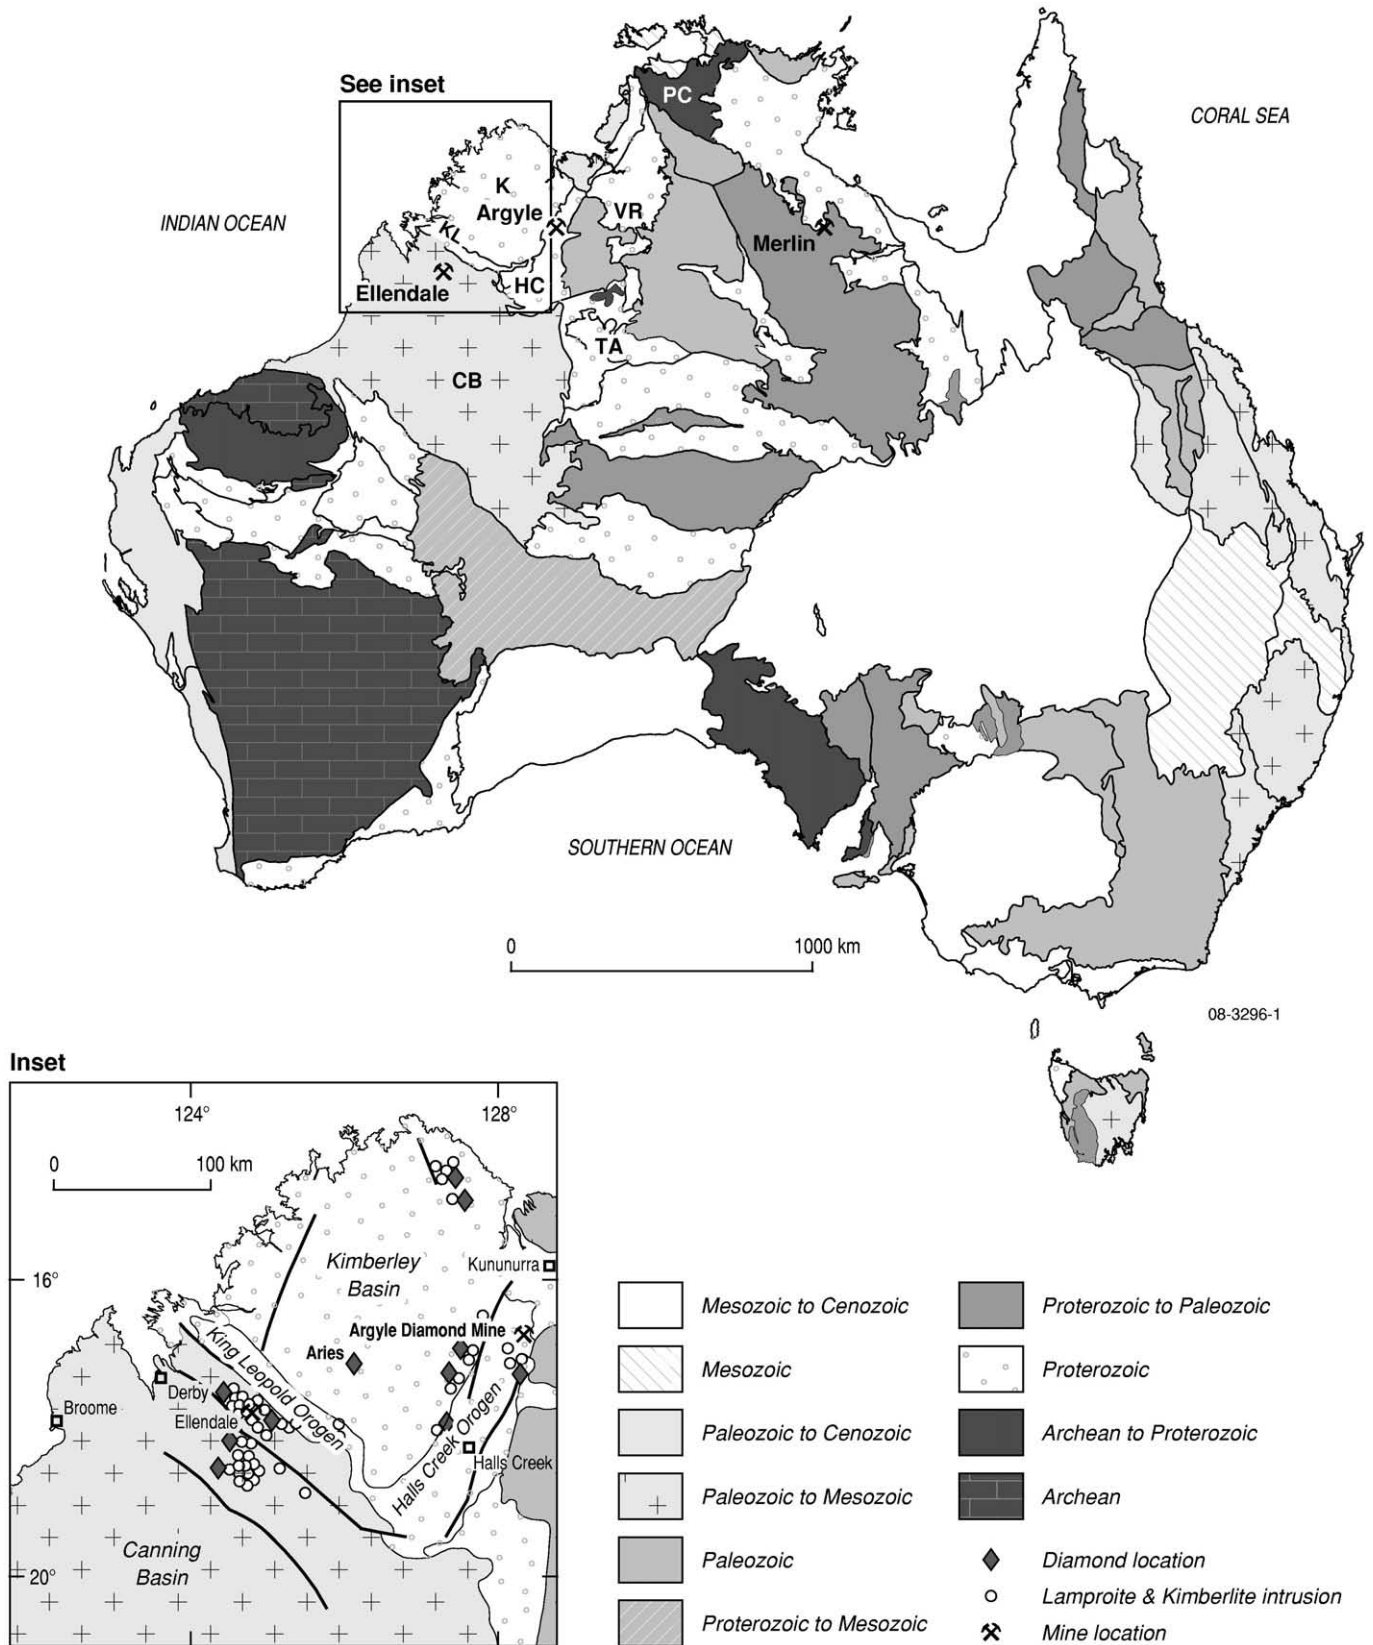 See inset
PC
CORAL SEA
K
Argyle
VR
INDIAN OCEAN
KL
Merlin
HC
Ellendale
TA
CB
SOUTHERN OCEAN
0 1000 km
08-3296-1
Inset
124° 128°
0 100 km
Kimberley
Basin
Kununurra
16°
Argyle Diamond Mine
Aries
King Leopold Orogen
Derby
Broome
Ellendale
Halls Creek Orogen
Halls Creek
Canning
Basin
20°
Mesozoic to Cenozoic
Mesozoic
Paleozoic to Cenozoic
Paleozoic to Mesozoic
Paleozoic
Proterozoic to Mesozoic
Proterozoic to Paleozoic
Proterozoic
Archean to Proterozoic
Archean
Diamond location
Lamproite & Kimberlite intrusion
Mine location